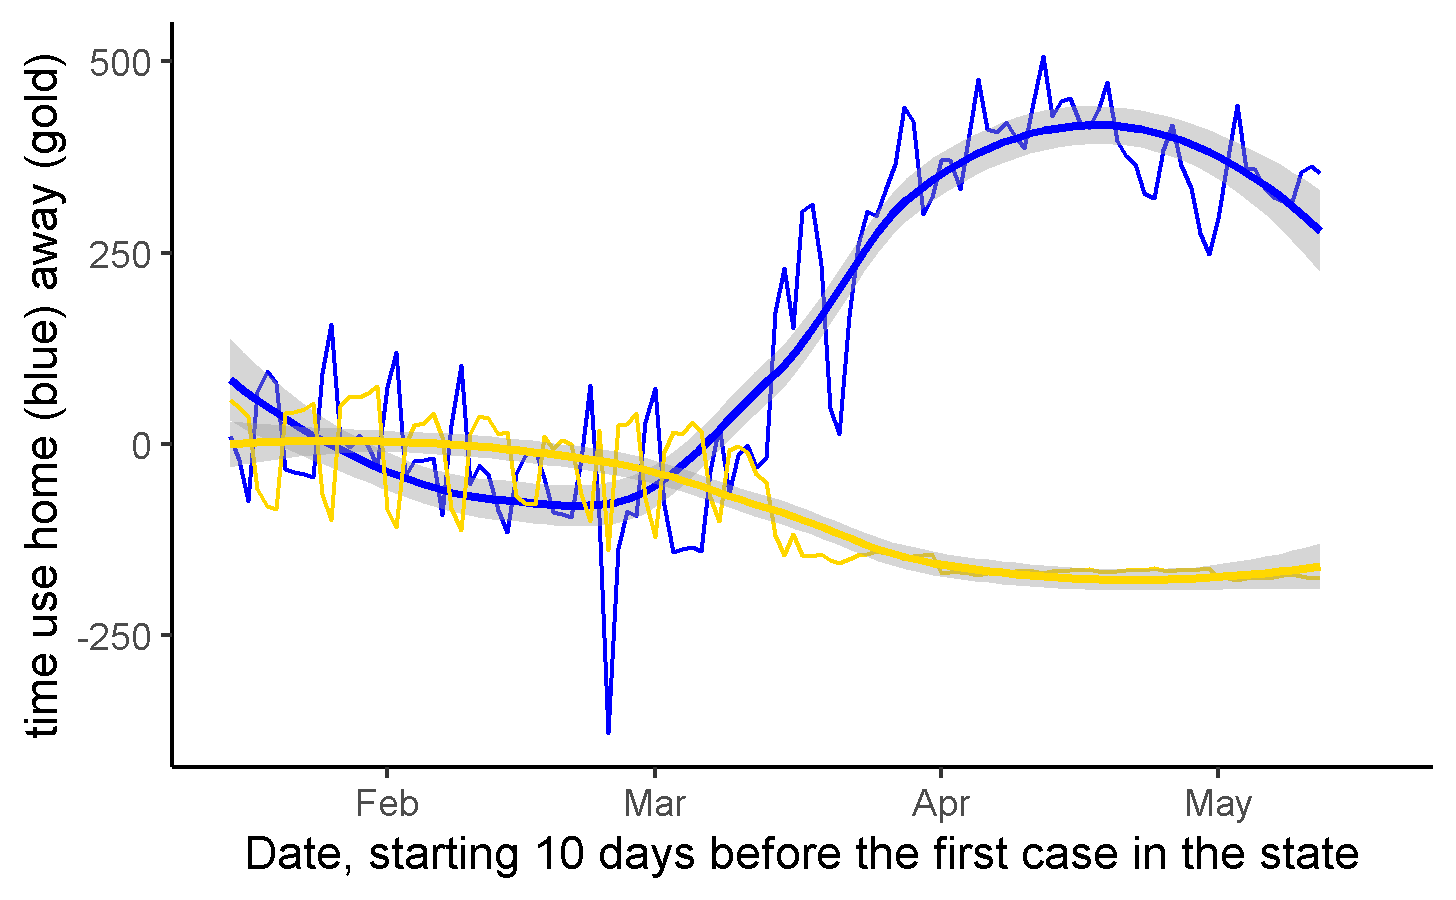 time use home (blue) away (gold)
500
250
0
-250
Feb Mar Apr May
Date, starting 10 days before the first case in the state